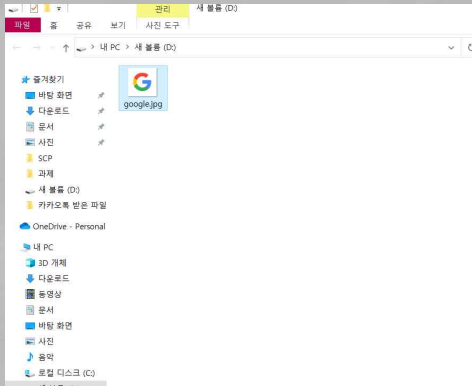 관리
새 볼륨 (D:)
파일 홈 공유 보기 사진 도구
내 PC > 새 볼륨 (D:)
google.jpg
즐겨찾기
바탕 화면
다운로드
문서
사진
SCP
과제
새 볼륨 (D:)
카카오톡 받은 파일
OneDrive - Personal
내 PC
3D 개체
다운로드
동영상
문서
바탕 화면
사진
음악
로컬 디스크 (C:)